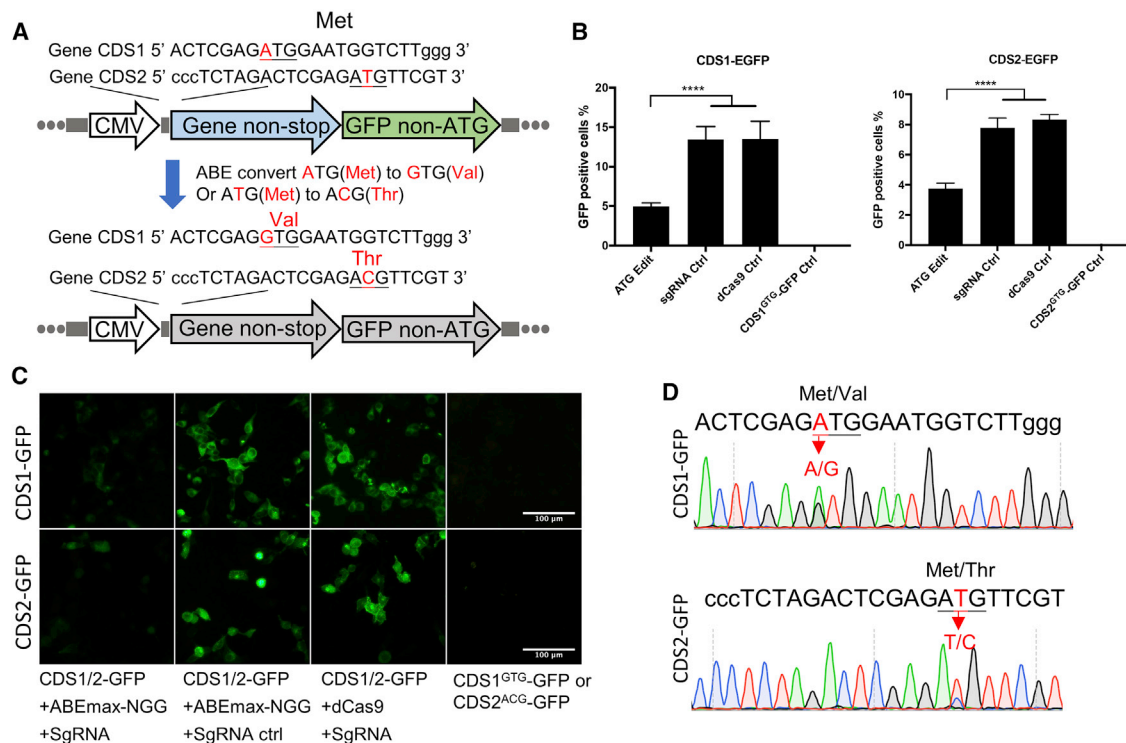 A
Met
Gene CDS1 5’ ACTCGAGATGGAATGGTCTTggg 3’
Gene CDS2 5’ cccTCTAGACTCGAGATGTTCGT 3’
CMV Gene non-stop GFP non-ATG
ABE convert ATG(Met) to GTG(Val)
Or ATG(Met) to ACG(Thr)
Val
Gene CDS1 5’ ACTCGAGGTGGAATGGTCTTggg 3’
Thr
Gene CDS2 5’ cccTCTAGACTCGAGACGTTCGT 3’
CMV Gene non-stop GFP non-ATG
B
CDS1-EGFP
****
GFP positive cells %
20
15
10
5
0
ATG Edit
sgRNA Ctrl
dCas9 Ctrl
CDS1GTG-GFP Ctrl
CDS2-EGFP
****
GFP positive cells %
10
8
6
4
2
0
ATG Edit
sgRNA Ctrl
dCas9 Ctrl
CDS2GTG-GFP Ctrl
C
CDS1-GFP
100 μm
CDS2-GFP
100 μm
CDS1/2-GFP
+ABEmax-NGG
+SgRNA
CDS1/2-GFP
+ABEmax-NGG
+SgRNA ctrl
CDS1/2-GFP
+dCas9
+SgRNA
CDS1GTG-GFP or
CDS2ACG-GFP
D
Met/Val
ACTCGAGATGGAATGGTCTTggg
A/G
CDS1-GFP
Met/Thr
cccTCTAGACTCGAGATGTTCGT
T/C
CDS2-GFP